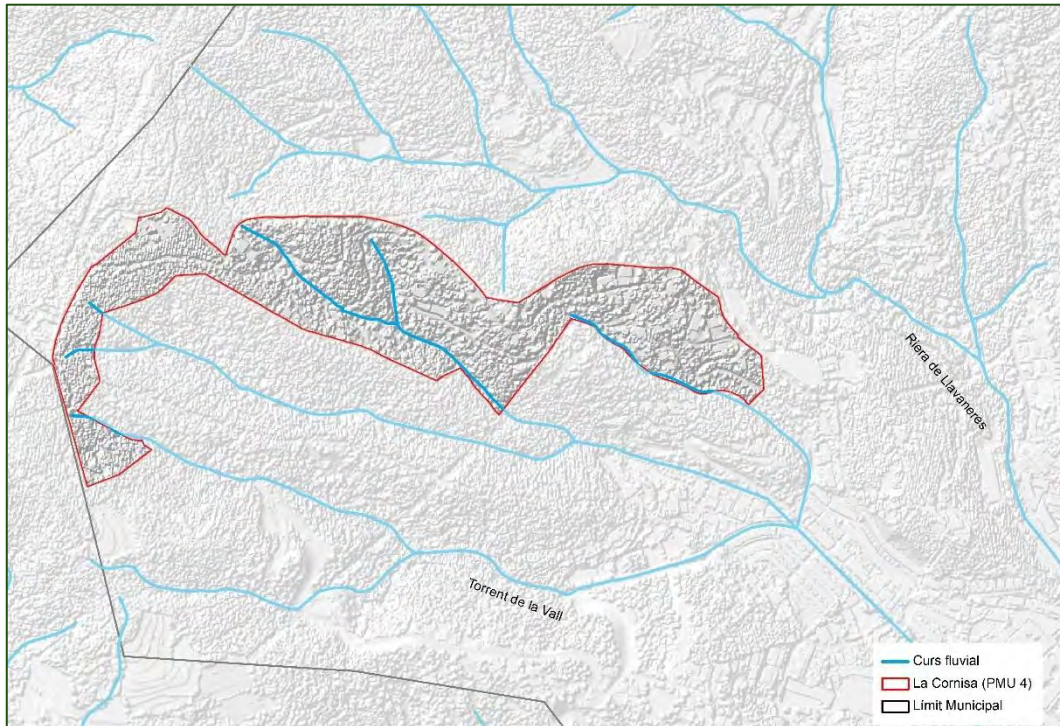 Riera de Llavaneres
Torrent de la Vall
Curs fluvial
La Cornisa (PMU 4)
Límit Municipal